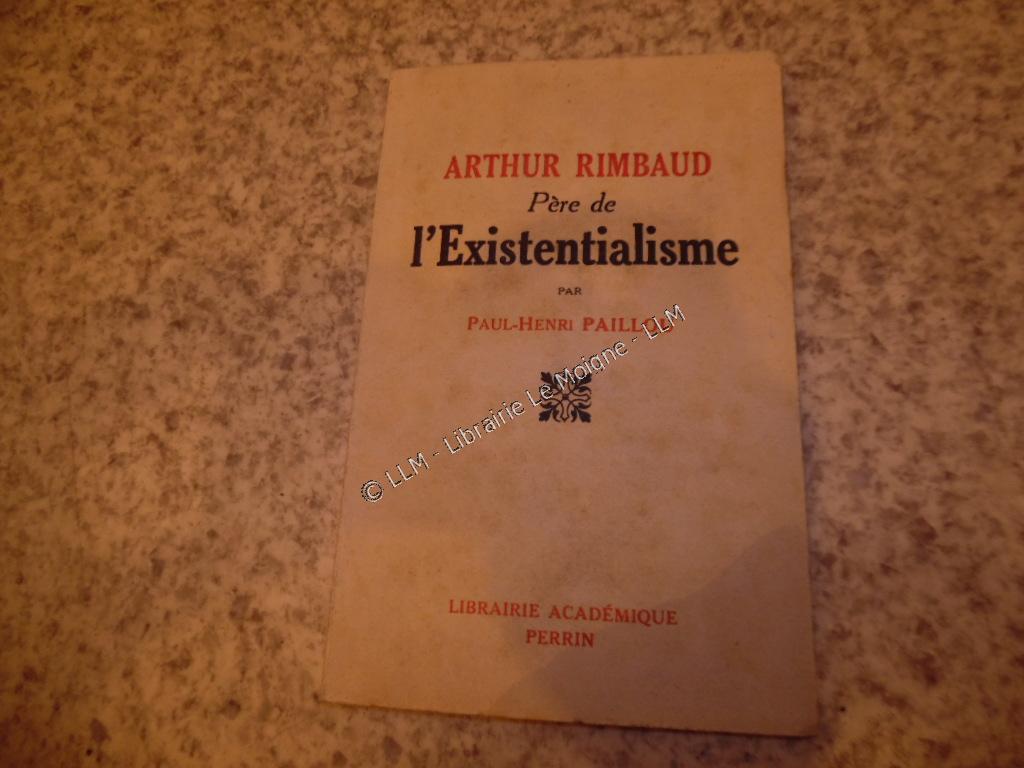 ARTHUR RIMBAUD
Père de
l'Existentialisme
PAR
PAUL-HENRI
© LLM - Librairie Le Moigne - LLM
LIBRAIRIE ACADÉMIQUE
PERRIN